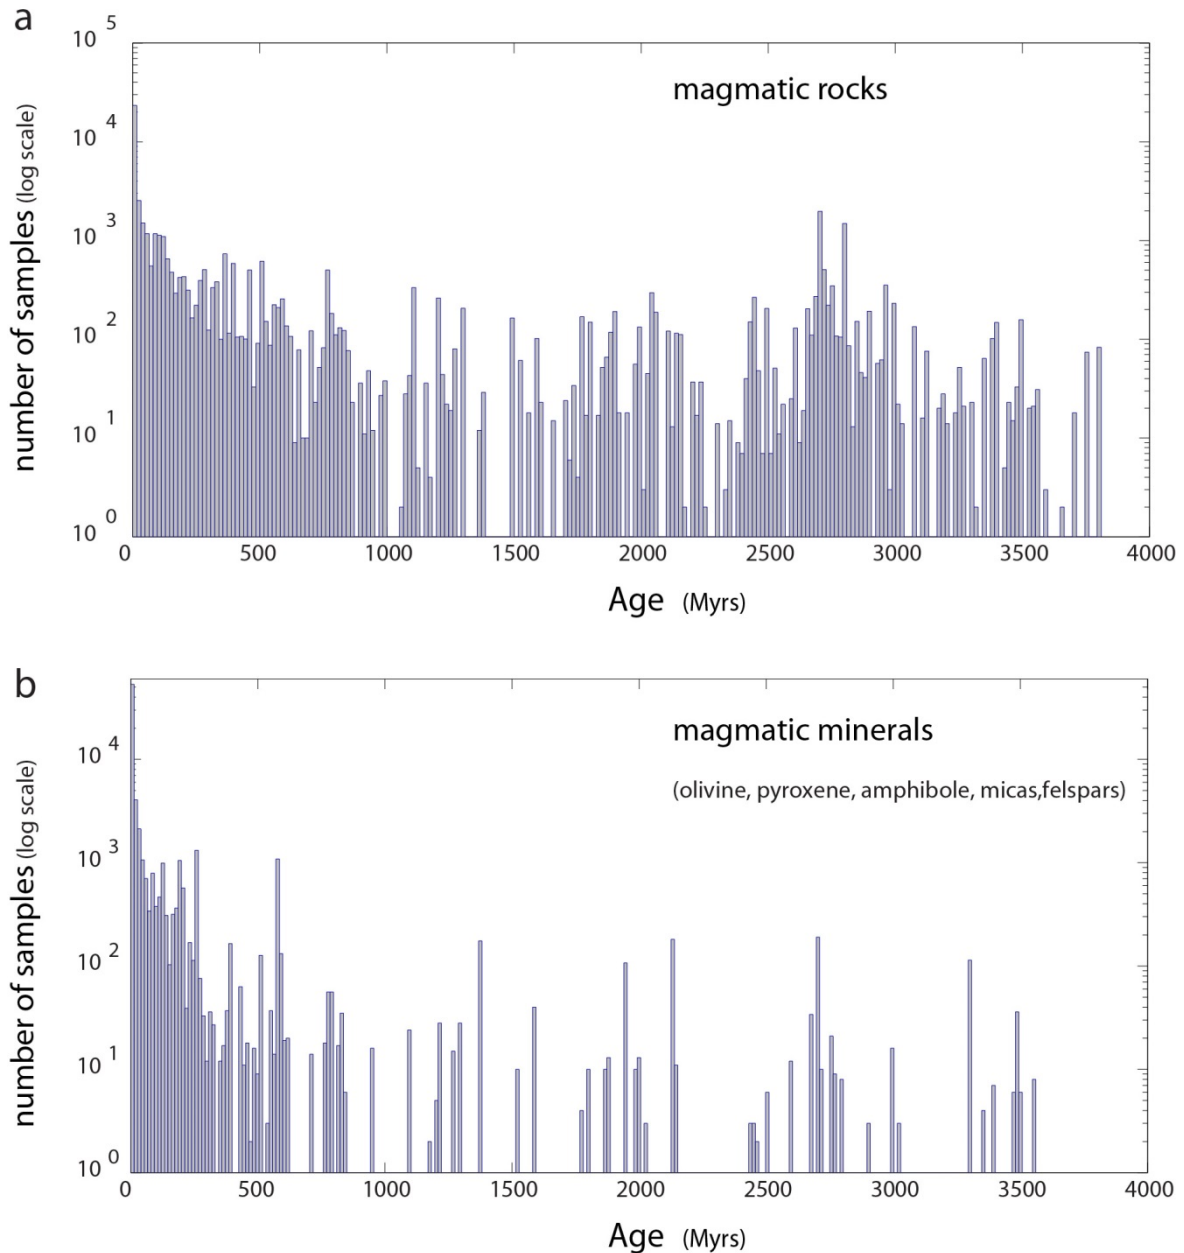 a
10 5
10 4
10 3
10 2
10 1
10 0
number of samples (log scale)
magmatic rocks
0 500 1000 1500 2000 2500 3000 3500 4000
Age (Myrs)
b
10 4
10 3
10 2
10 1
10 0
number of samples (log scale)
magmatic minerals
(olivine, pyroxene, amphibole, micas,felspars)
0 500 1000 1500 2000 2500 3000 3500 4000
Age (Myrs)